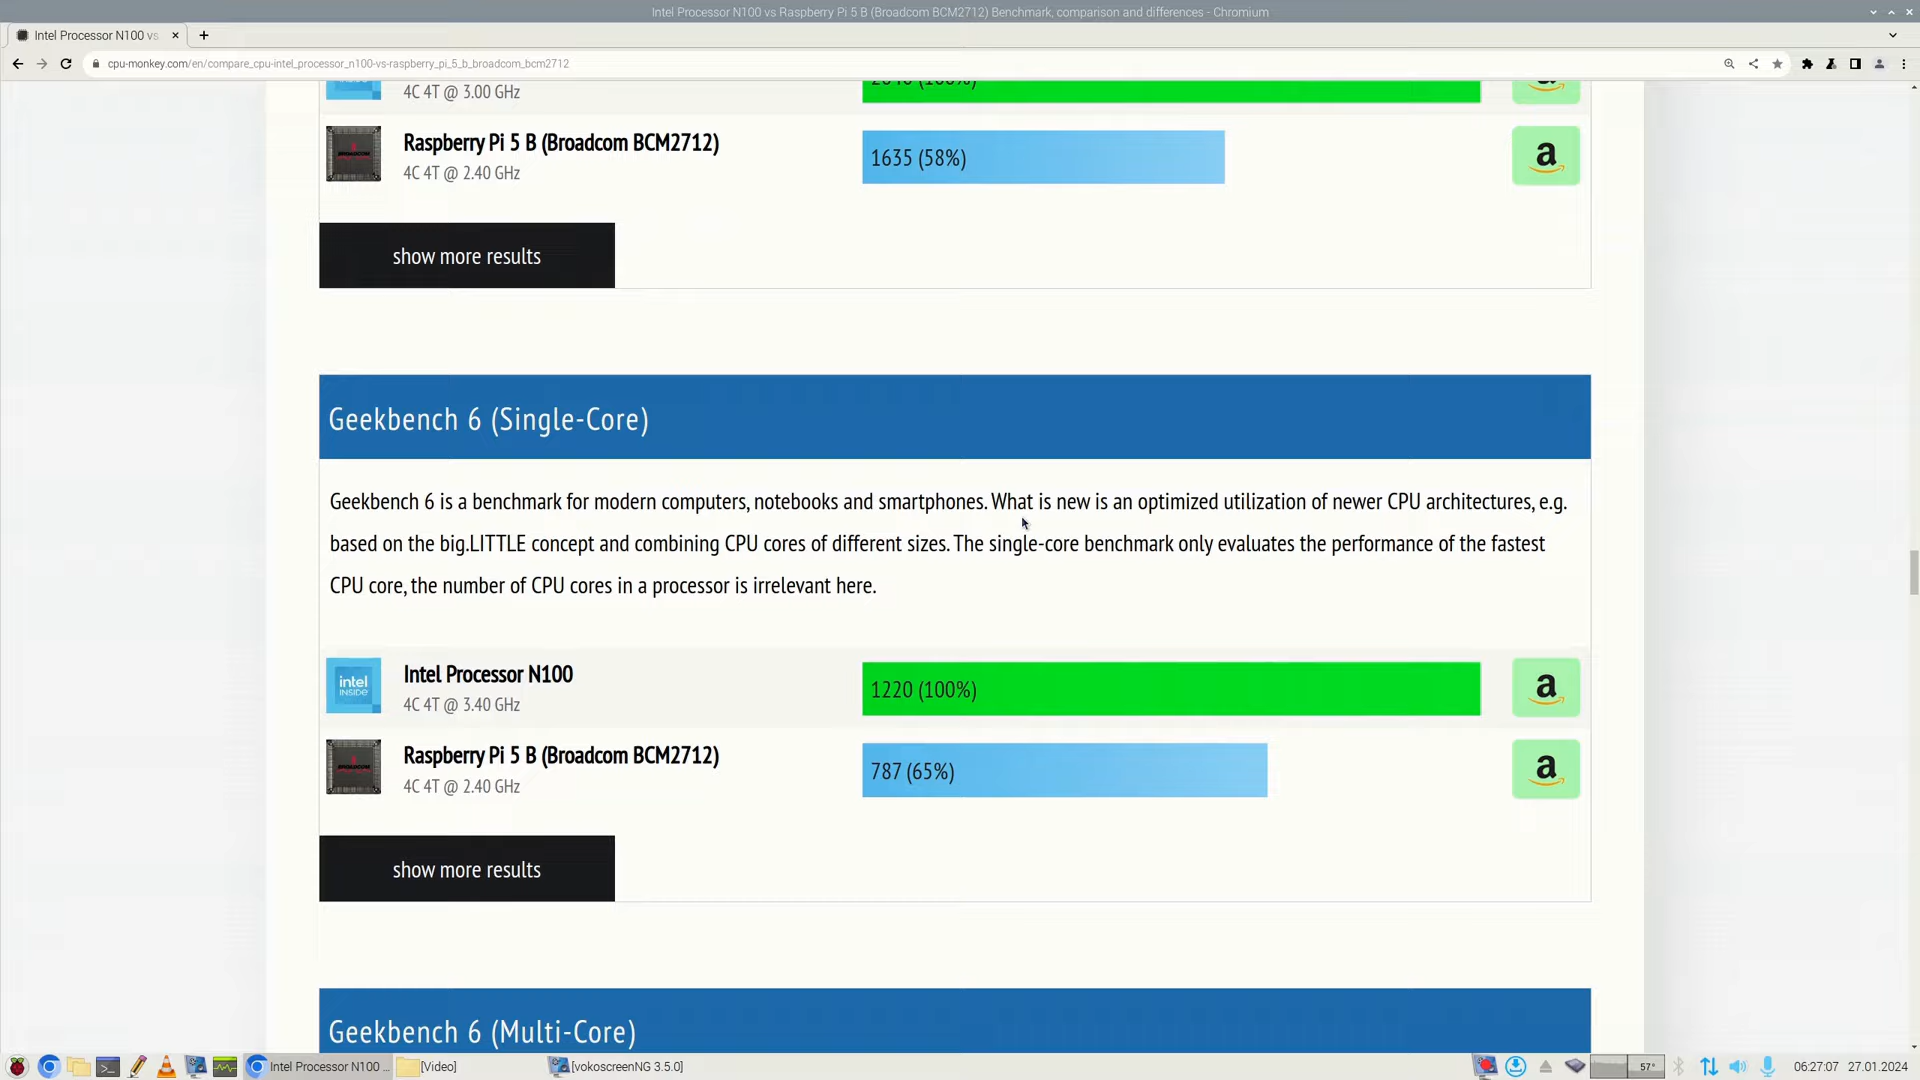 Intel Processor N100 vs Raspberry Pi 5 B (Broadcom BCM2712) Benchmark, comparison and differences - Chromium
Intel Processor N100 vs
cpu-monkey.com/en/compare_cpu-intel_processor_n100-vs-raspberry_pi_5_b_broadcom_bcm2712
4C 4T @ 3.00 GHz
Raspberry Pi 5 B (Broadcom BCM2712)
4C 4T @ 2.40 GHz
1635 (58%)
a
show more results
Geekbench 6 (Single-Core)
Geekbench 6 is a benchmark for modern computers, notebooks and smartphones. What is new is an optimized utilization of newer CPU architectures, e.g.
based on the big.LITTLE concept and combining CPU cores of different sizes. The single-core benchmark only evaluates the performance of the fastest
CPU core, the number of CPU cores in a processor is irrelevant here.
intel
INSIDE
Intel Processor N100
4C 4T @ 3.40 GHz
1220 (100%)
a
Raspberry Pi 5 B (Broadcom BCM2712)
4C 4T @ 2.40 GHz
787 (65%)
a
show more results
Geekbench 6 (Multi-Core)
Intel Processor N100 ...
[Video]
[vokoscreenNG 3.5.0]
57°
06:27:07
27.01.2024